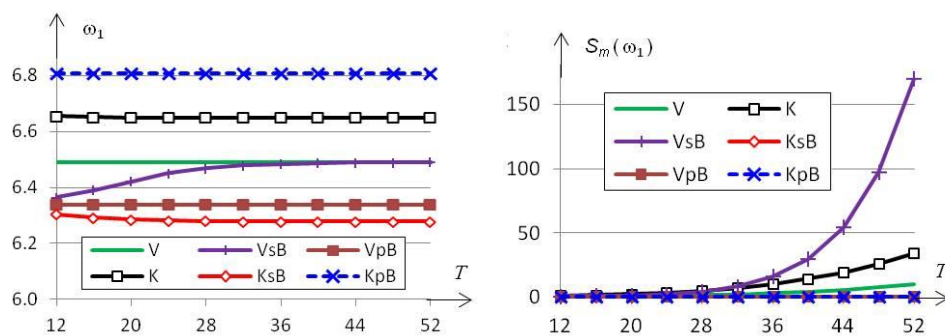 ω₁
6.8
6.6
6.4
6.2
6.0
V VsB VpB
K KsB KpB
T
12 20 28 36 44 52
Sₘ(ω₁)
150
100
50
0
V K
VsB KsB
VpB KpB
T
12 20 28 36 44 52